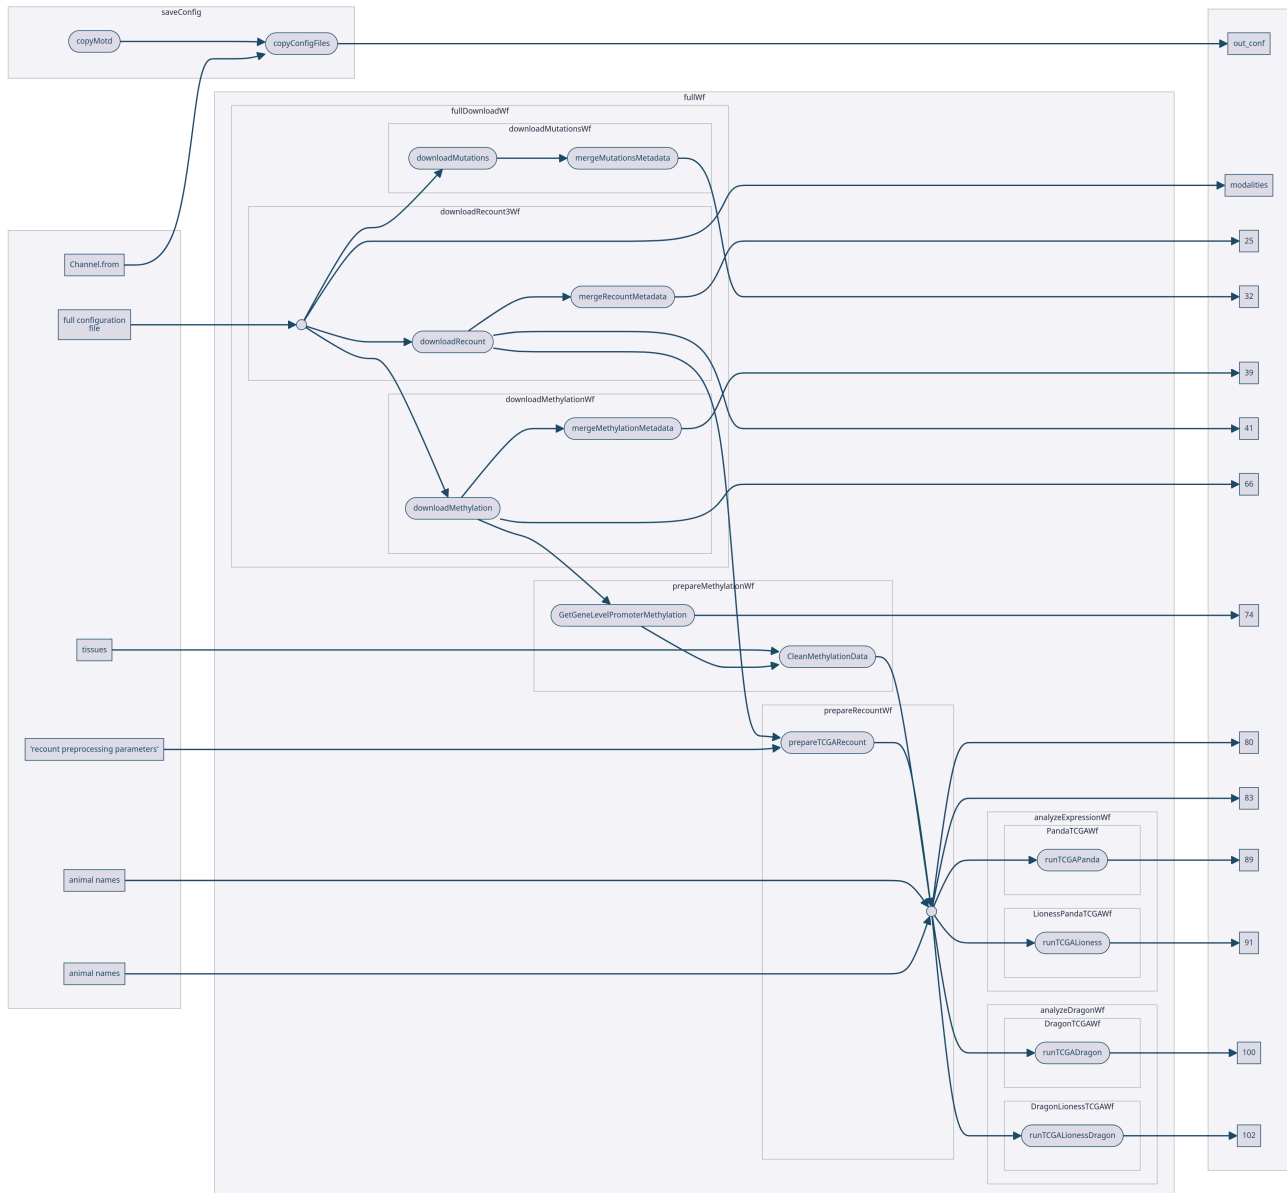 saveConfig
copyMotd
copyConfigFiles
out_conf
fullWf
fullDownloadWf
downloadMutationsWf
downloadMutations
mergeMutationsMetadata
modalities
downloadRecount3Wf
25
Channel.from
mergeRecountMetadata
32
full configuration
file
downloadRecount
39
downloadMethylationWf
mergeMethylationMetadata
41
66
downloadMethylation
prepareMethylationWf
GetGeneLevelPromoterMethylation
74
tissues
CleanMethylationData
prepareRecountWf
'recount preprocessing parameters'
prepareTCGARecount
80
83
analyzeExpressionWf
PandaTCGAWf
runTCGAPanda
89
animal names
LionessPandaTCGAWf
runTCGALioness
91
animal names
analyzeDragonWf
DragonTCGAWf
runTCGADragon
100
DragonLionessTCGAWf
runTCGALionessDragon
102